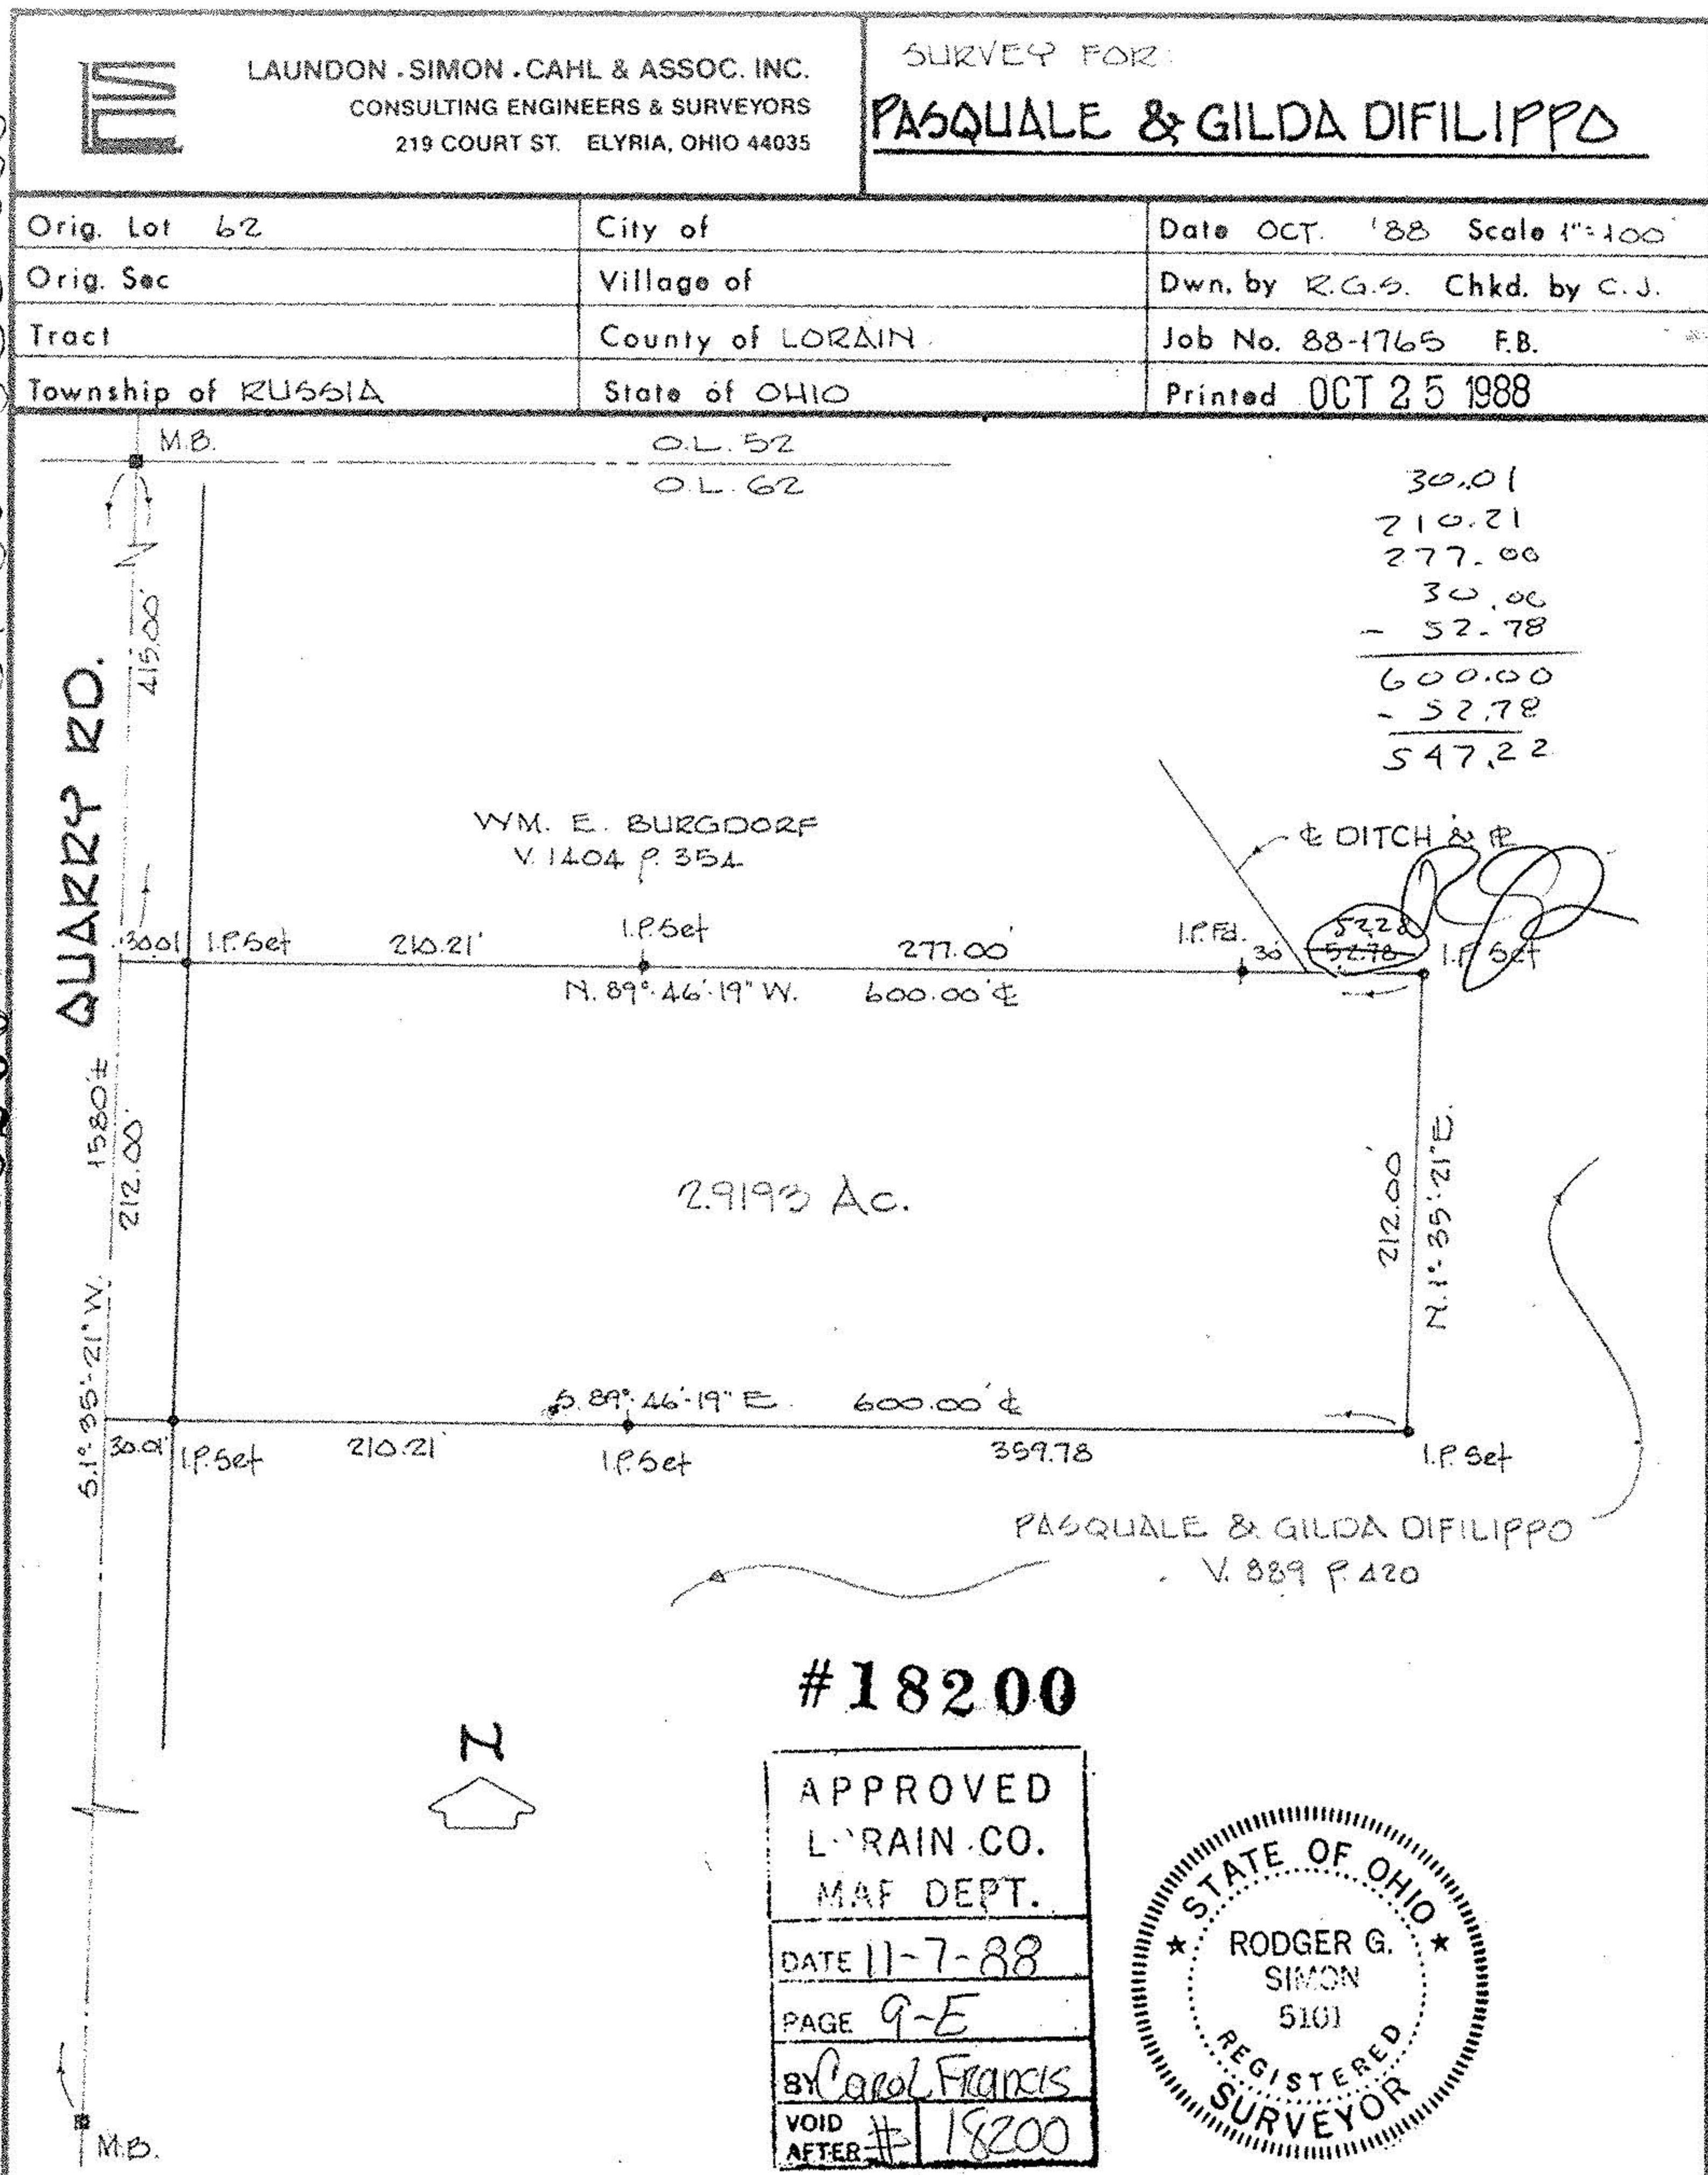 LAUNDON . SIMON . CAHL & ASSOC. INC.
CONSULTING ENGINEERS & SURVEYORS
219 COURT ST. ELYRIA, OHIO 44035
SURVEY FOR:
PASQUALE & GILDA DIFILIPPO
Orig. Lot 62
City of
Date OCT. '88 Scale 1"=100'
Orig. Sec
Village of
Dwn. by R.G.S. Chkd. by C.J.
Tract
County of LORAIN
Job No. 88-1765 F.B.
Township of RUSSIA
State of OHIO
Printed OCT 25 1988
M.B.
O.L. 52
O.L. 62
30.01
210.21
277.00
30.00
- 52.78
600.00
- 52.78
547.22
415.00'
QUARRY RD.
WM. E. BURGDORF
V. 1404 P. 354
℄ DITCH & ⅊
30.01 I.P. Set 210.21' I.P. Set 277.00' I.P. Fd. 30' 52.28 52.78 I.P. Set
N. 89°-46'-19" W. 600.00' ℄
1580'±
212.00'
2.9193 Ac.
212.00'
N. 1°-35'-21" E.
S. 1°-35'-21" W.
S. 89°-46'-19" E. 600.00' ℄
30.01' I.P. Set 210.21' I.P. Set 359.78 I.P. Set
PASQUALE & GILDA DIFILIPPO
V. 889 P. 420
#18200
N
APPROVED
L RAIN CO.
MAP DEPT.
DATE 11-7-88
PAGE 9-E
BY Carol Francis
VOID AFTER # 18200
STATE OF OHIO
RODGER G.
SIMON
5101
REGISTERED
SURVEYOR
M.B.